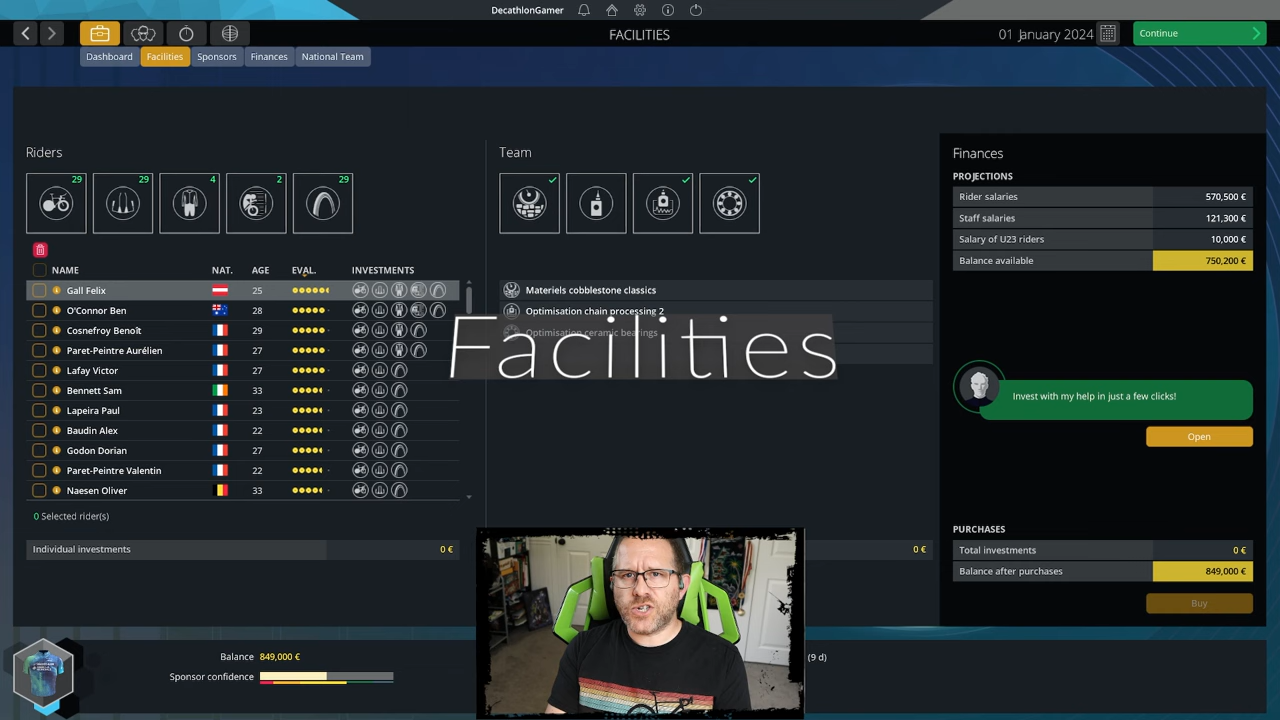 DecathlonGamer
FACILITIES
01 January 2024
Continue
Dashboard
Facilities
Sponsors
Finances
National Team
Riders
29
29
4
2
29
NAME NAT. AGE EVAL. INVESTMENTS
Gall Felix 25
O'Connor Ben 28
Cosnefroy Benoît 29
Paret-Peintre Aurélien 27
Lafay Victor 27
Bennett Sam 33
Lapeira Paul 23
Baudin Alex 22
Godon Dorian 27
Paret-Peintre Valentin 22
Naesen Oliver 33
0 Selected rider(s)
Individual investments 0 €
Team
Materiels cobblestone classics
Optimisation chain processing 2
Optimisation ceramic bearings
Facilities
0 €
Finances
PROJECTIONS
Rider salaries 570,500 €
Staff salaries 121,300 €
Salary of U23 riders 10,000 €
Balance available 750,200 €
Invest with my help in just a few clicks!
Open
PURCHASES
Total investments 0 €
Balance after purchases 849,000 €
Buy
Balance 849,000 €
Sponsor confidence
(9 d)